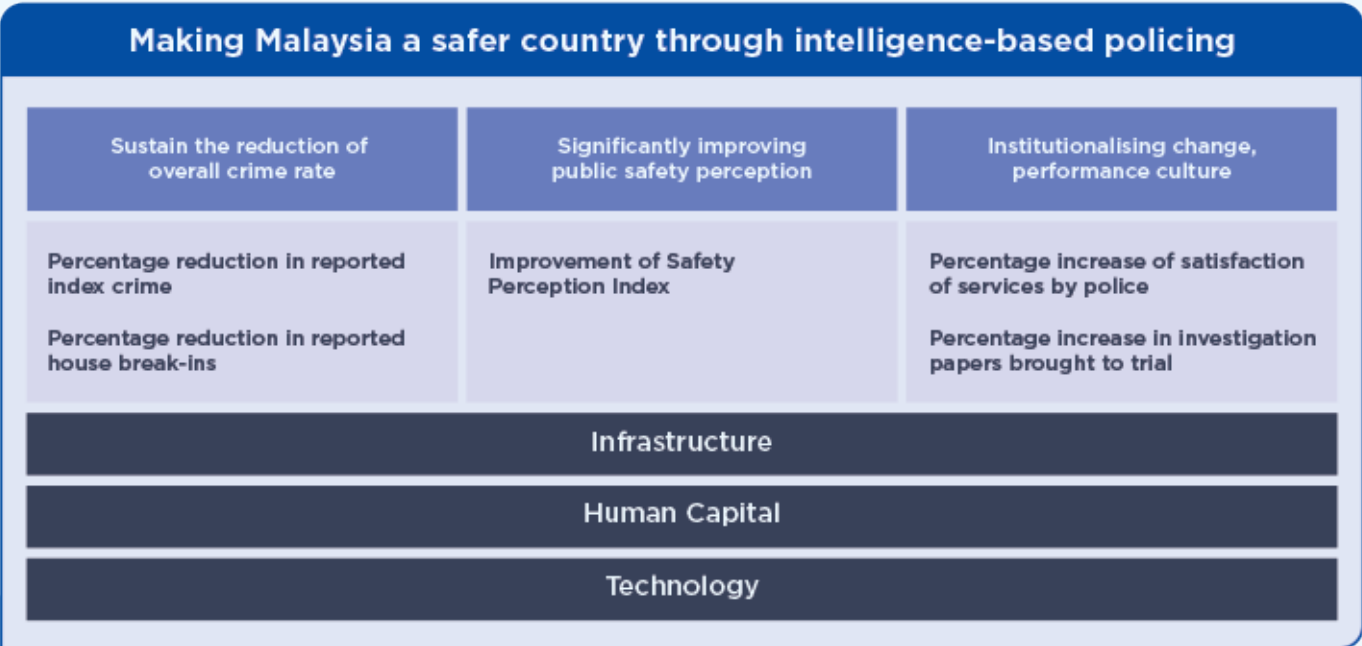 Making Malaysia a safer country through intelligence-based policing
Sustain the reduction of
overall crime rate
Significantly improving
public safety perception
Institutionalising change,
performance culture
Percentage reduction in reported
index crime
Percentage reduction in reported
house break-ins
Improvement of Safety
Perception Index
Percentage increase of satisfaction
of services by police
Percentage increase in investigation
papers brought to trial
Infrastructure
Human Capital
Technology